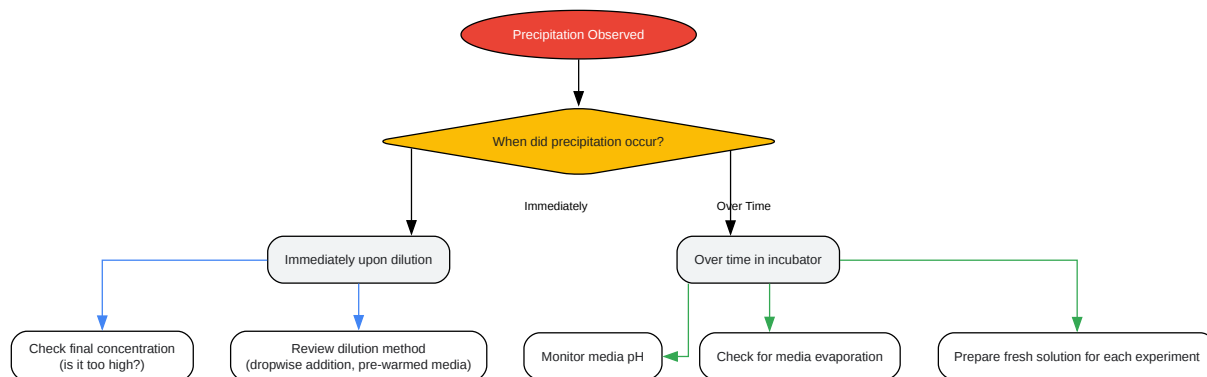 Precipitation Observed
When did precipitation occur?
Immediately
Over Time
Immediately upon dilution
Over time in incubator
Check final concentration
(is it too high?)
Review dilution method
(dropwise addition, pre-warmed media)
Monitor media pH
Check for media evaporation
Prepare fresh solution for each experiment